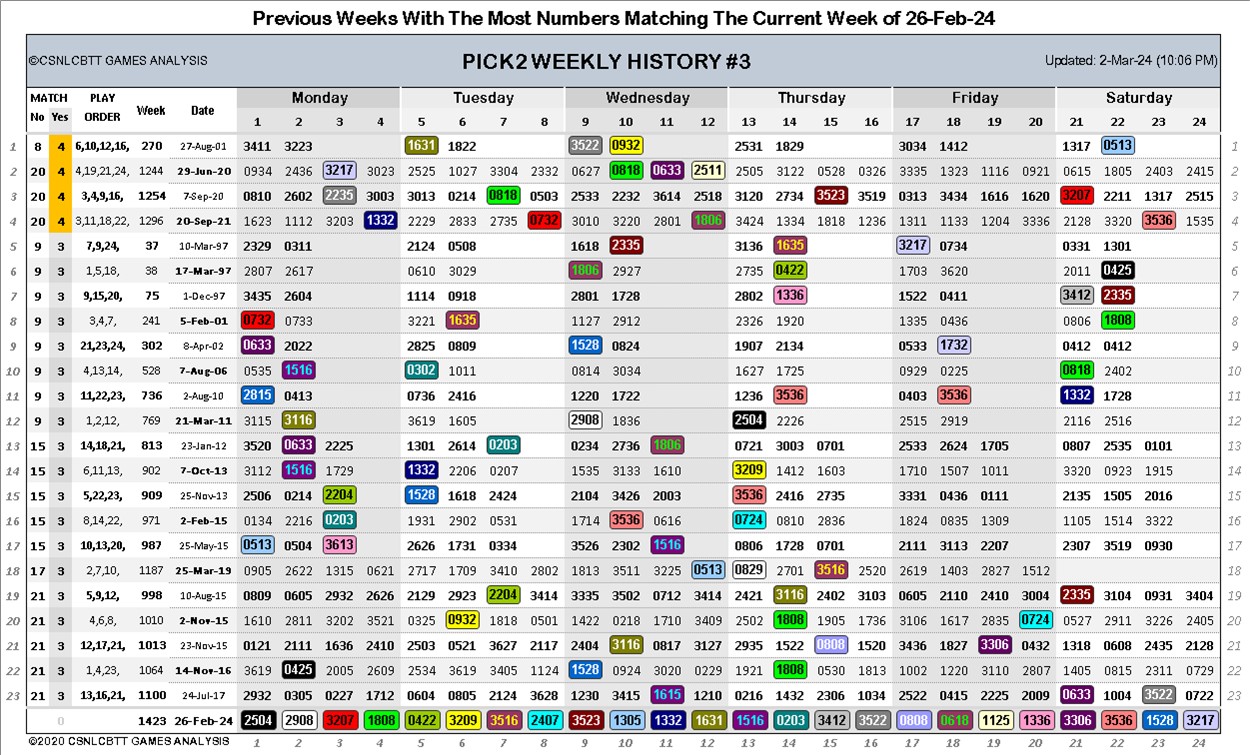 Previous Weeks With The Most Numbers Matching The Current Week of 26-Feb-24
©CSNLCBTT GAMES ANALYSIS PICK2 WEEKLY HISTORY #3 Updated: 2-Mar-24 (10:06 PM)
MATCH PLAY Week Date Monday Tuesday Wednesday Thursday Friday Saturday
No Yes ORDER 1 2 3 4 5 6 7 8 9 10 11 12 13 14 15 16 17 18 19 20 21 22 23 24
1 8 4 6,10,12,16, 270 27-Aug-01 3411 3223 1631 1822 3522 0932 2531 1829 3034 1412 1317 0513 1
2 20 4 4,19,21,24, 1244 29-Jun-20 0934 2436 3217 3023 2525 1027 3304 2332 0627 0818 0633 2511 2505 3122 0528 0326 3335 1323 1116 0921 0615 1805 2403 2415 2
3 20 4 3,4,9,16, 1254 7-Sep-20 0810 2602 2235 3003 3013 0214 0818 0503 2533 2232 3614 2518 3120 2734 3523 3519 0313 3434 1616 1620 3207 2211 1317 2515 3
4 20 4 3,11,18,22, 1296 20-Sep-21 1623 1112 3203 1332 2229 2833 2735 0732 3010 3220 2801 1806 3424 1334 1818 1236 1311 1133 1204 3336 2128 3320 3536 1535 4
5 9 3 7,9,24, 37 10-Mar-97 2329 0311 2124 0508 1618 2335 3136 1635 3217 0734 0331 1301 5
6 9 3 1,5,18, 38 17-Mar-97 2807 2617 0610 3029 1806 2927 2735 0422 1703 3620 2011 0425 6
7 9 3 9,15,20, 75 1-Dec-97 3435 2604 1114 0918 2801 1728 2802 1336 1522 0411 3412 2335 7
8 9 3 3,4,7, 241 5-Feb-01 0732 0733 3221 1635 1127 2912 2326 1920 1335 0436 0806 1808 8
9 9 3 21,23,24, 302 8-Apr-02 0633 2022 2825 0809 1528 0824 1907 2134 0533 1732 0412 0412 9
10 9 3 4,13,14, 528 7-Aug-06 0535 1516 0302 1011 0814 3034 1627 1725 0929 0225 0818 2402 10
11 9 3 11,22,23, 736 2-Aug-10 2815 0413 0736 2416 1220 1722 1236 3536 0403 3536 1332 1728 11
12 9 3 1,2,12, 769 21-Mar-11 3115 3116 3619 1605 2908 1836 2504 2226 2515 2919 2116 2516 12
13 15 3 14,18,21, 813 23-Jan-12 3520 0633 2225 1301 2614 0203 0234 2736 1806 0721 3003 0701 2533 2624 1705 0807 2535 0101 13
14 15 3 6,11,13, 902 7-Oct-13 3112 1516 1729 1332 2206 0207 1535 3133 1610 3209 1412 1603 1710 1507 1011 3320 0923 1915 14
15 15 3 5,22,23, 909 25-Nov-13 2506 0214 2204 1528 1618 2424 2104 3426 2003 3536 2416 2735 3331 0436 0111 2135 1505 2016 15
16 15 3 8,14,22, 971 2-Feb-15 0134 2216 0203 1931 2902 0531 1714 3536 0616 0724 0810 2836 1824 0835 1309 1105 1514 3322 16
17 15 3 10,13,20, 987 25-May-15 0513 0504 3613 2626 1731 0334 3526 2302 1516 0806 1728 0701 2111 3113 2207 2307 3519 0930 17
18 17 3 2,7,10, 1187 25-Mar-19 0905 2622 1315 0621 2717 1709 3410 2802 1813 3511 3225 0513 0829 2701 3516 2520 2619 1403 2827 1512 18
19 21 3 5,9,12, 998 10-Aug-15 0809 0605 2932 2626 2129 2923 2204 3414 3335 3502 0712 3414 2421 3116 2402 3103 0605 2110 2410 3004 2335 3104 0931 3404 19
20 21 3 4,6,8, 1010 2-Nov-15 1610 2811 3202 3521 0325 0932 1818 0501 1422 0218 1710 3409 2502 1808 1905 1736 3106 1617 2835 0724 0527 2911 3226 2405 20
21 21 3 12,17,21, 1013 23-Nov-15 0121 2111 1636 2410 2503 0521 3627 2117 2410 3116 0817 3127 2935 1522 0808 1520 3436 1827 3306 0432 1318 0608 2435 2128 21
22 21 3 1,4,23, 1064 14-Nov-16 3619 0425 2005 2609 2534 3619 3405 1124 1528 0924 3020 0229 1921 1808 0530 1813 1002 1220 3110 2807 1405 0815 2311 0729 22
23 21 3 13,16,21, 1100 24-Jul-17 2932 0305 0227 1712 0604 0805 2124 3628 1230 3415 1615 1210 0216 1432 2306 1034 2522 0415 2225 2009 0633 1004 3522 0722 23
0 1423 26-Feb-24 2504 2908 3207 1808 0422 3209 3516 2407 3523 1305 1332 1631 1516 0203 3412 3522 0808 0618 1125 1336 3306 3536 1528 3217
©2020 CSNLCBTT GAMES ANALYSIS 1 2 3 4 5 6 7 8 9 10 11 12 13 14 15 16 17 18 19 20 21 22 23 24